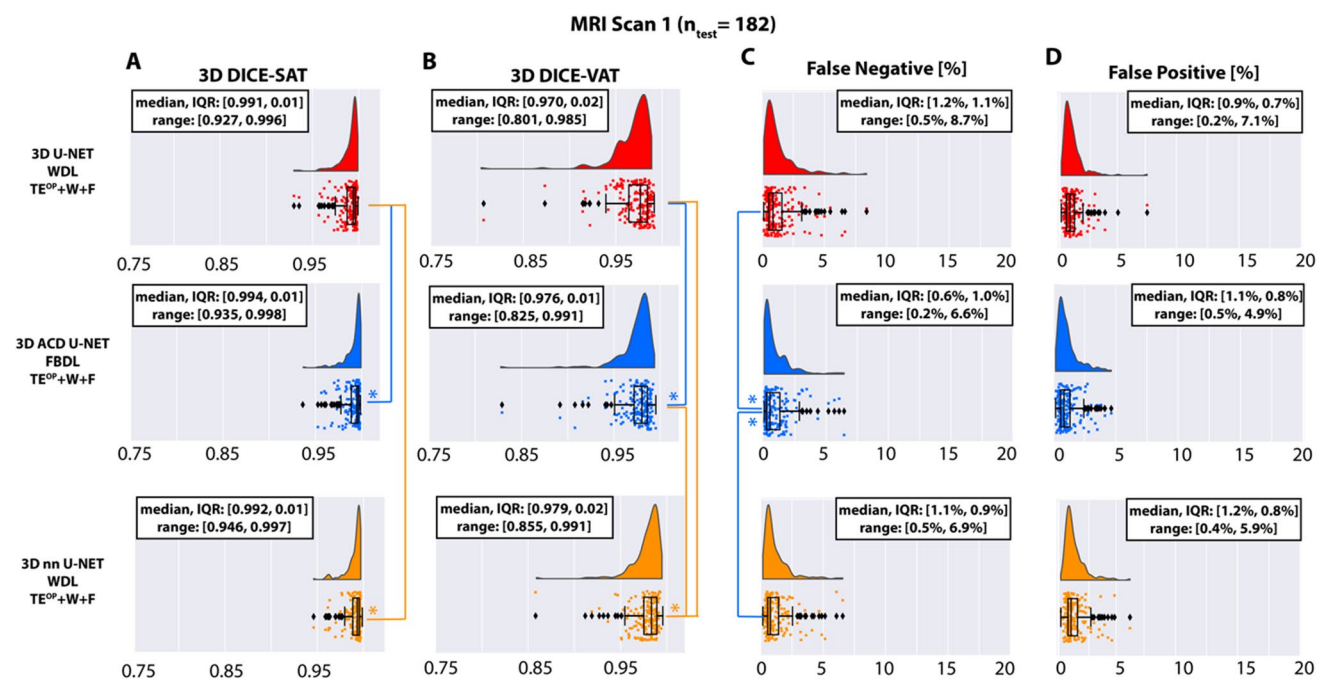 MRI Scan 1 (n_test= 182)
A
3D DICE-SAT
B
3D DICE-VAT
C
False Negative [%]
D
False Positive [%]
3D U-NET
WDL
TE^OP+W+F
median, IQR: [0.991, 0.01]
range: [0.927, 0.996]
median, IQR: [0.970, 0.02]
range: [0.801, 0.985]
median, IQR: [1.2%, 1.1%]
range: [0.5%, 8.7%]
median, IQR: [0.9%, 0.7%]
range: [0.2%, 7.1%]
0.75 0.85 0.95
0.75 0.85 0.95
0 5 10 15 20
0 5 10 15 20
3D ACD U-NET
FBDL
TE^OP+W+F
median, IQR: [0.994, 0.01]
range: [0.935, 0.998]
*
median, IQR: [0.976, 0.01]
range: [0.825, 0.991]
*
median, IQR: [0.6%, 1.0%]
range: [0.2%, 6.6%]
*
*
median, IQR: [1.1%, 0.8%]
range: [0.5%, 4.9%]
0.75 0.85 0.95
0.75 0.85 0.95
0 5 10 15 20
0 5 10 15 20
3D nn U-NET
WDL
TE^OP+W+F
median, IQR: [0.992, 0.01]
range: [0.946, 0.997]
*
median, IQR: [0.979, 0.02]
range: [0.855, 0.991]
*
median, IQR: [1.1%, 0.9%]
range: [0.5%, 6.9%]
median, IQR: [1.2%, 0.8%]
range: [0.4%, 5.9%]
0.75 0.85 0.95
0.75 0.85 0.95
0 5 10 15 20
0 5 10 15 20